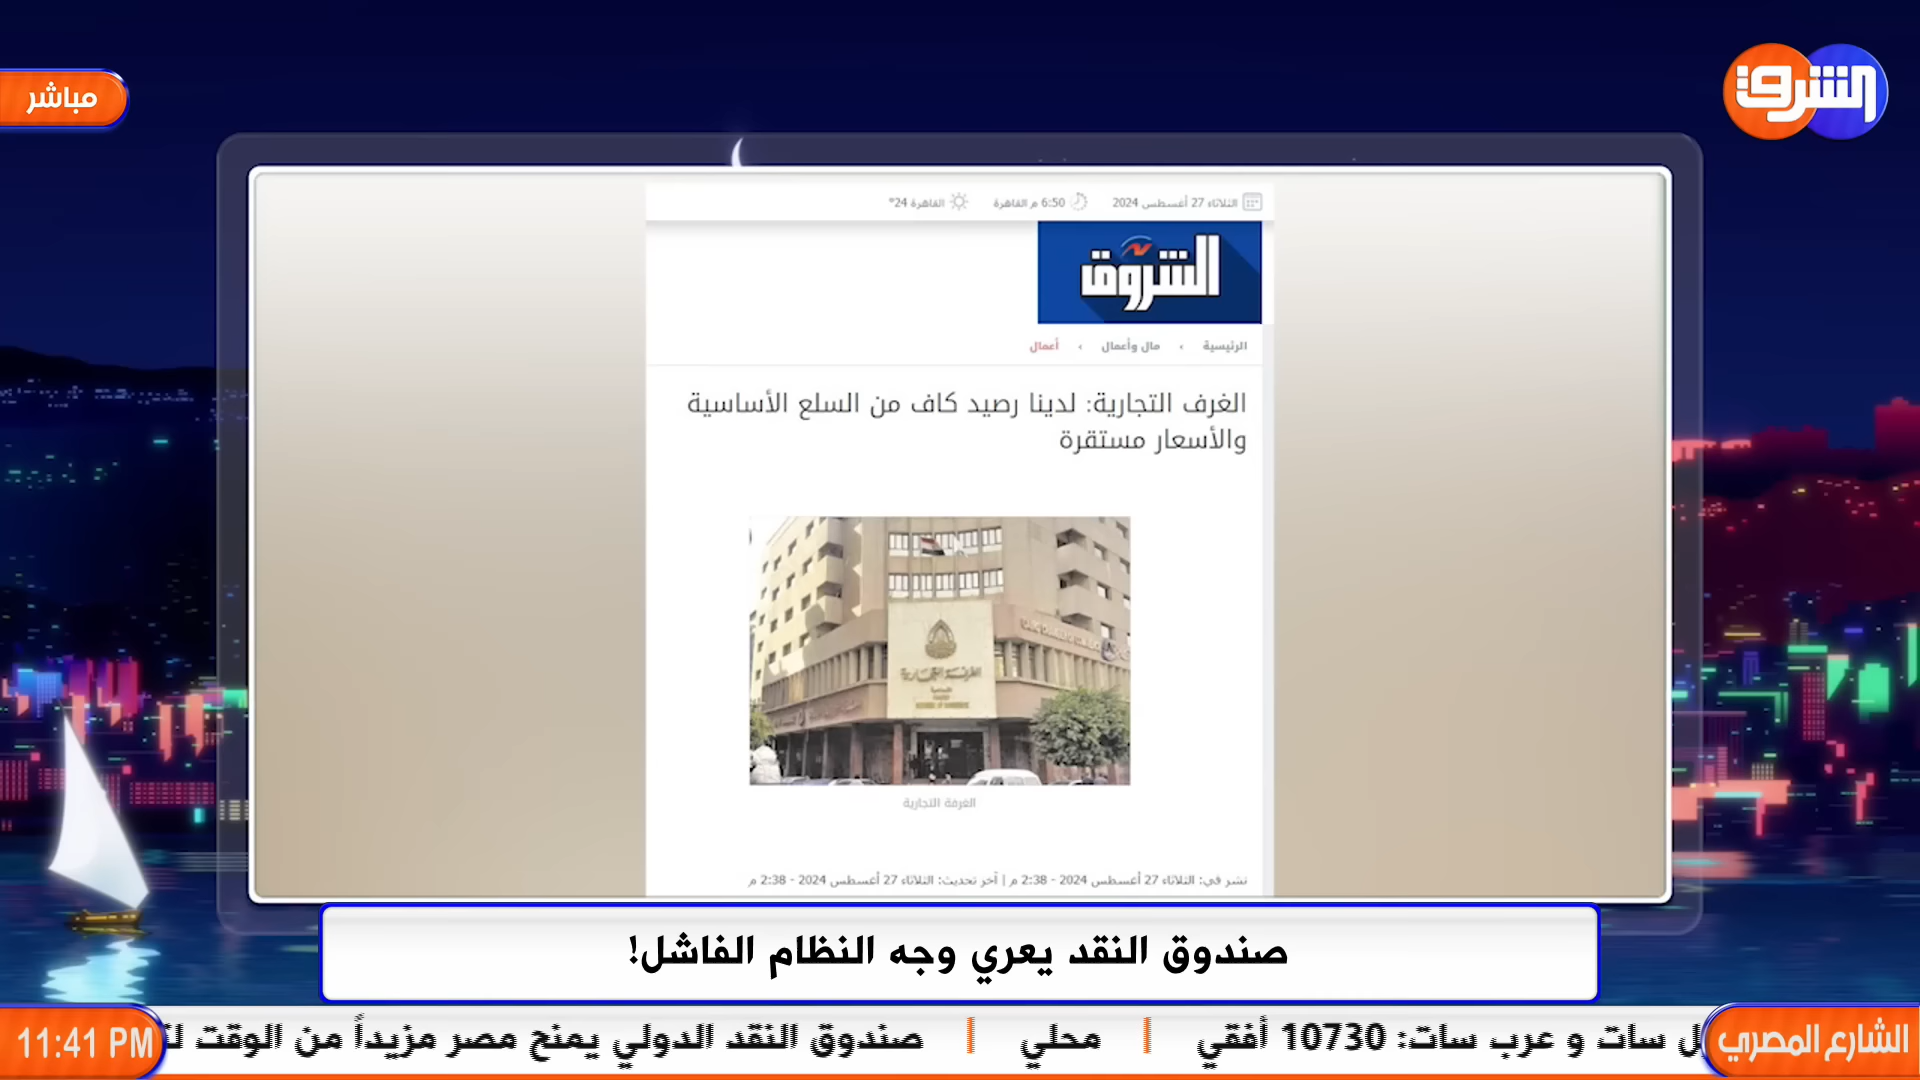 الشرق
مباشر
الثلاثاء 27 أغسطس 2024
6:50 م القاهرة
القاهرة 24°
الشروق
الرئيسية › مال وأعمال › أعمال
الغرف التجارية: لدينا رصيد كاف من السلع الأساسية
والأسعار مستقرة
الغرفة التجارية
نشر في: الثلاثاء 27 أغسطس 2024 - 2:38 م | آخر تحديث: الثلاثاء 27 أغسطس 2024 - 2:38 م
صندوق النقد يعري وجه النظام الفاشل!
الشارع المصري
ل سات و عرب سات: 10730 أفقي | محلي | صندوق النقد الدولي يمنح مصر مزيداً من الوقت
11:41 PM